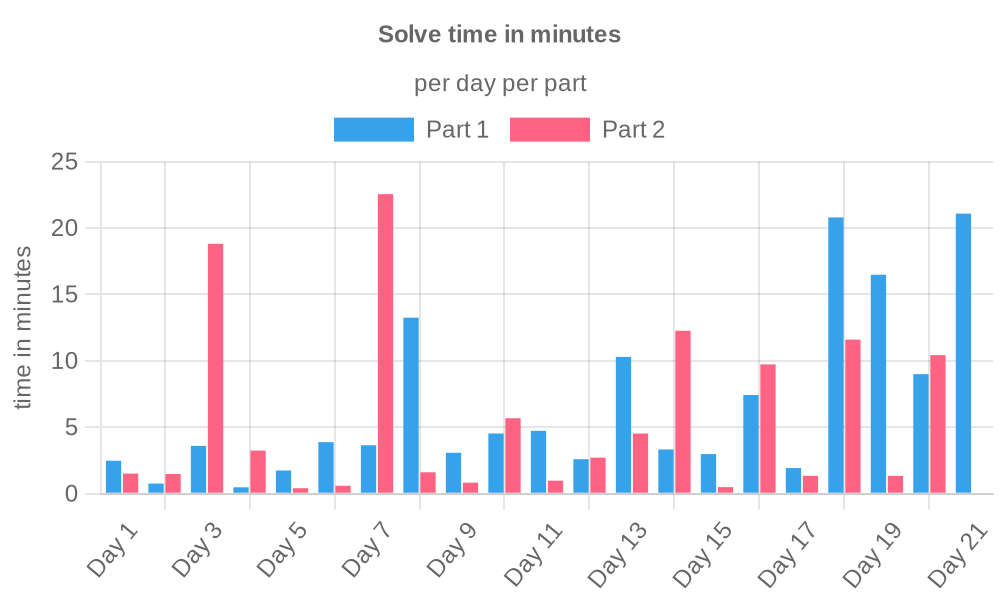 Solve time in minutes
per day per part
Part 1 Part 2
time in minutes
25
20
15
10
5
0
Day 1 Day 3 Day 5 Day 7 Day 9 Day 11 Day 13 Day 15 Day 17 Day 19 Day 21